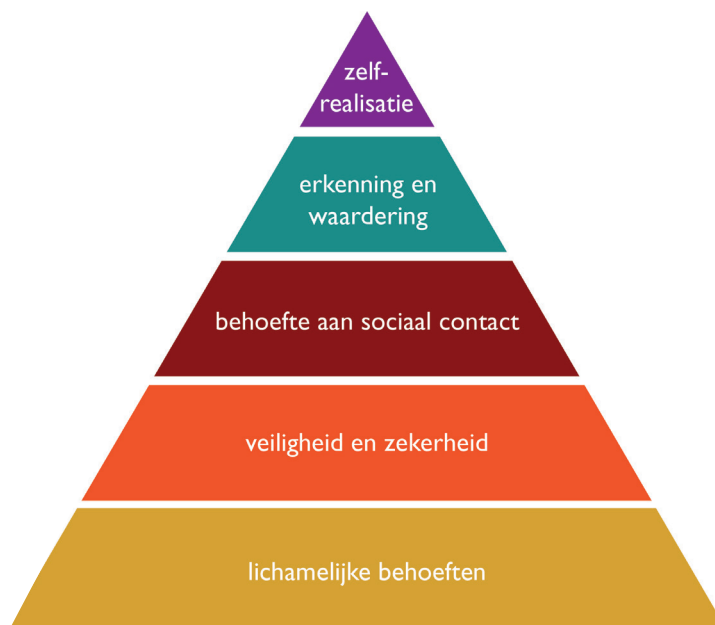 zelf-
realisatie
erkenning en
waardering
behoefte aan sociaal contact
veiligheid en zekerheid
lichamelijke behoeften